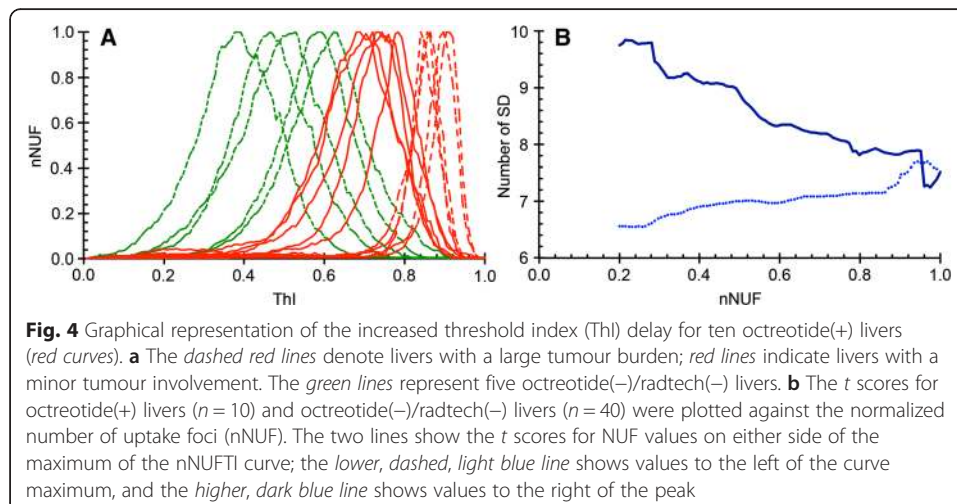 A
B
1.0
0.8
0.6
0.4
0.2
0.0
nNUF
0.0 0.2 0.4 0.6 0.8 1.0
ThI
10
9
8
7
6
Number of SD
0.0 0.2 0.4 0.6 0.8 1.0
nNUF
Fig. 4 Graphical representation of the increased threshold index (ThI) delay for ten octreotide(+) livers
(red curves). a The dashed red lines denote livers with a large tumour burden; red lines indicate livers with a
minor tumour involvement. The green lines represent five octreotide(−)/radtech(−) livers. b The t scores for
octreotide(+) livers (n = 10) and octreotide(−)/radtech(−) livers (n = 40) were plotted against the normalized
number of uptake foci (nNUF). The two lines show the t scores for NUF values on either side of the
maximum of the nNUFTI curve; the lower, dashed, light blue line shows values to the left of the curve
maximum, and the higher, dark blue line shows values to the right of the peak